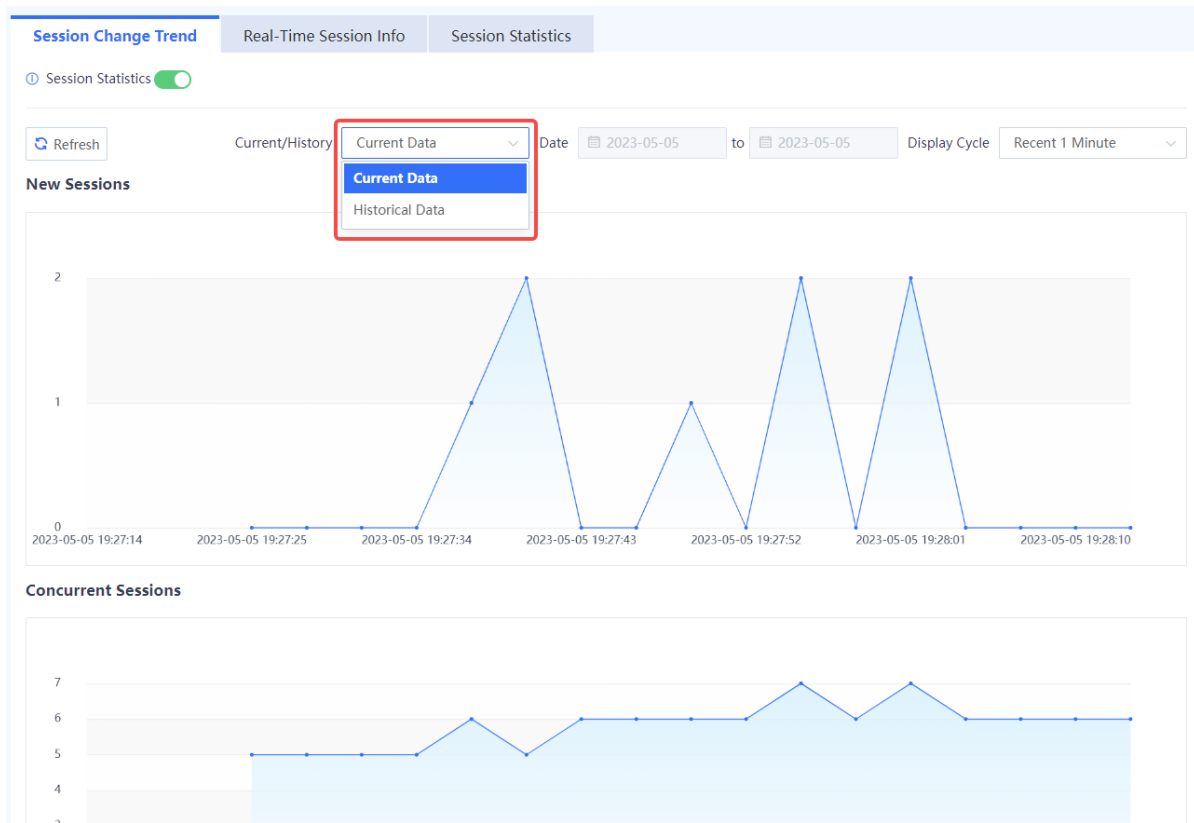 Session Change Trend Real-Time Session Info Session Statistics
Session Statistics
Refresh Current/History Current Data Date 2023-05-05 to 2023-05-05 Display Cycle Recent 1 Minute
Current Data
Historical Data
New Sessions
2
1
0
2023-05-05 19:27:14 2023-05-05 19:27:25 2023-05-05 19:27:34 2023-05-05 19:27:43 2023-05-05 19:27:52 2023-05-05 19:28:01 2023-05-05 19:28:10
Concurrent Sessions
7
6
5
4